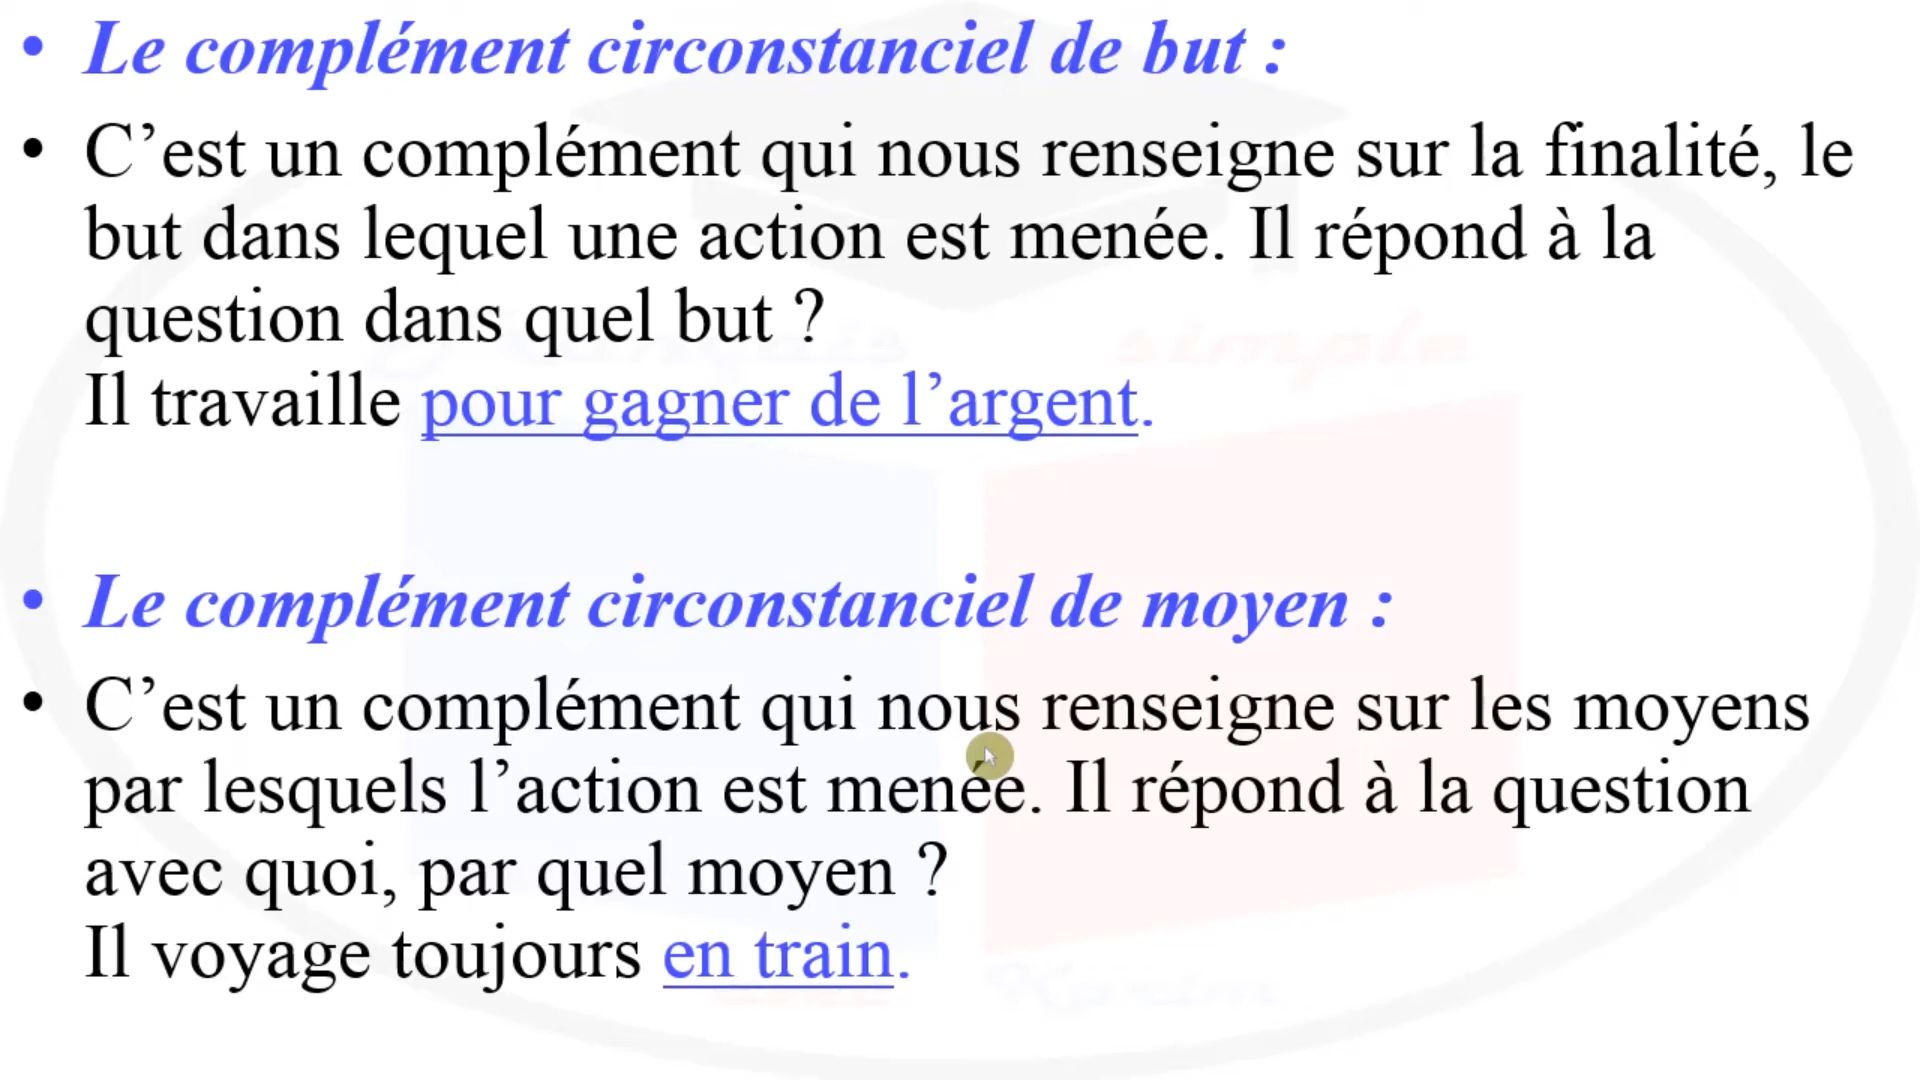 • Le complément circonstanciel de but :
• C’est un complément qui nous renseigne sur la finalité, le
but dans lequel une action est menée. Il répond à la
question dans quel but ?
Il travaille pour gagner de l’argent.
• Le complément circonstanciel de moyen :
• C’est un complément qui nous renseigne sur les moyens
par lesquels l’action est menée. Il répond à la question
avec quoi, par quel moyen ?
Il voyage toujours en train.
simple